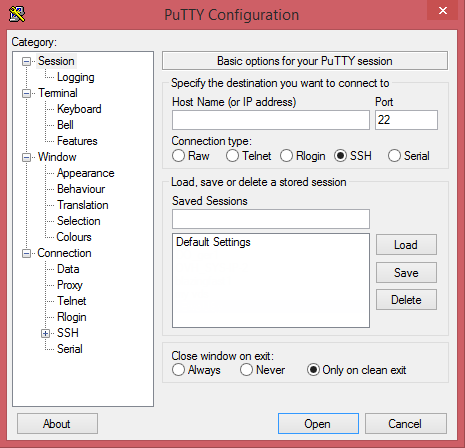 PuTTY Configuration
Category:
Session
Logging
Terminal
Keyboard
Bell
Features
Window
Appearance
Behaviour
Translation
Selection
Colours
Connection
Data
Proxy
Telnet
Rlogin
SSH
Serial
Basic options for your PuTTY session
Specify the destination you want to connect to
Host Name (or IP address) Port
22
Connection type:
Raw Telnet Rlogin SSH Serial
Load, save or delete a stored session
Saved Sessions
Default Settings
Load
Save
Delete
Close window on exit:
Always Never Only on clean exit
About Open Cancel